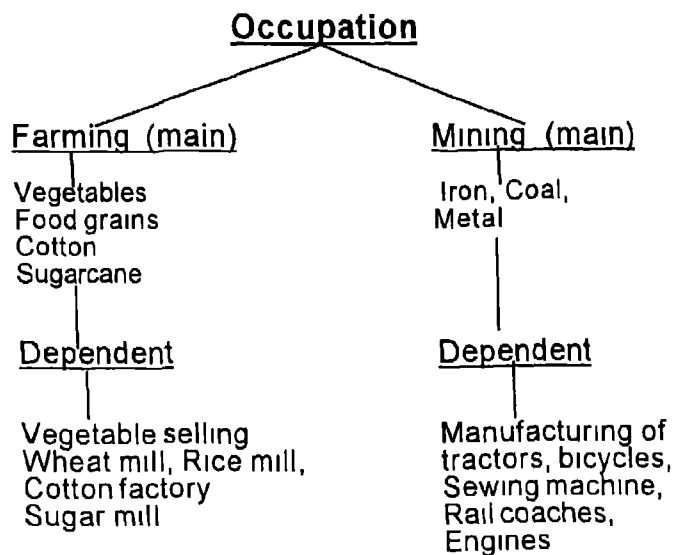 Occupation
Farming (main)
Vegetables
Food grains
Cotton
Sugarcane
Dependent
Vegetable selling
Wheat mill, Rice mill,
Cotton factory
Sugar mill
Mining (main)
Iron, Coal,
Metal
Dependent
Manufacturing of
tractors, bicycles,
Sewing machine,
Rail coaches,
Engines